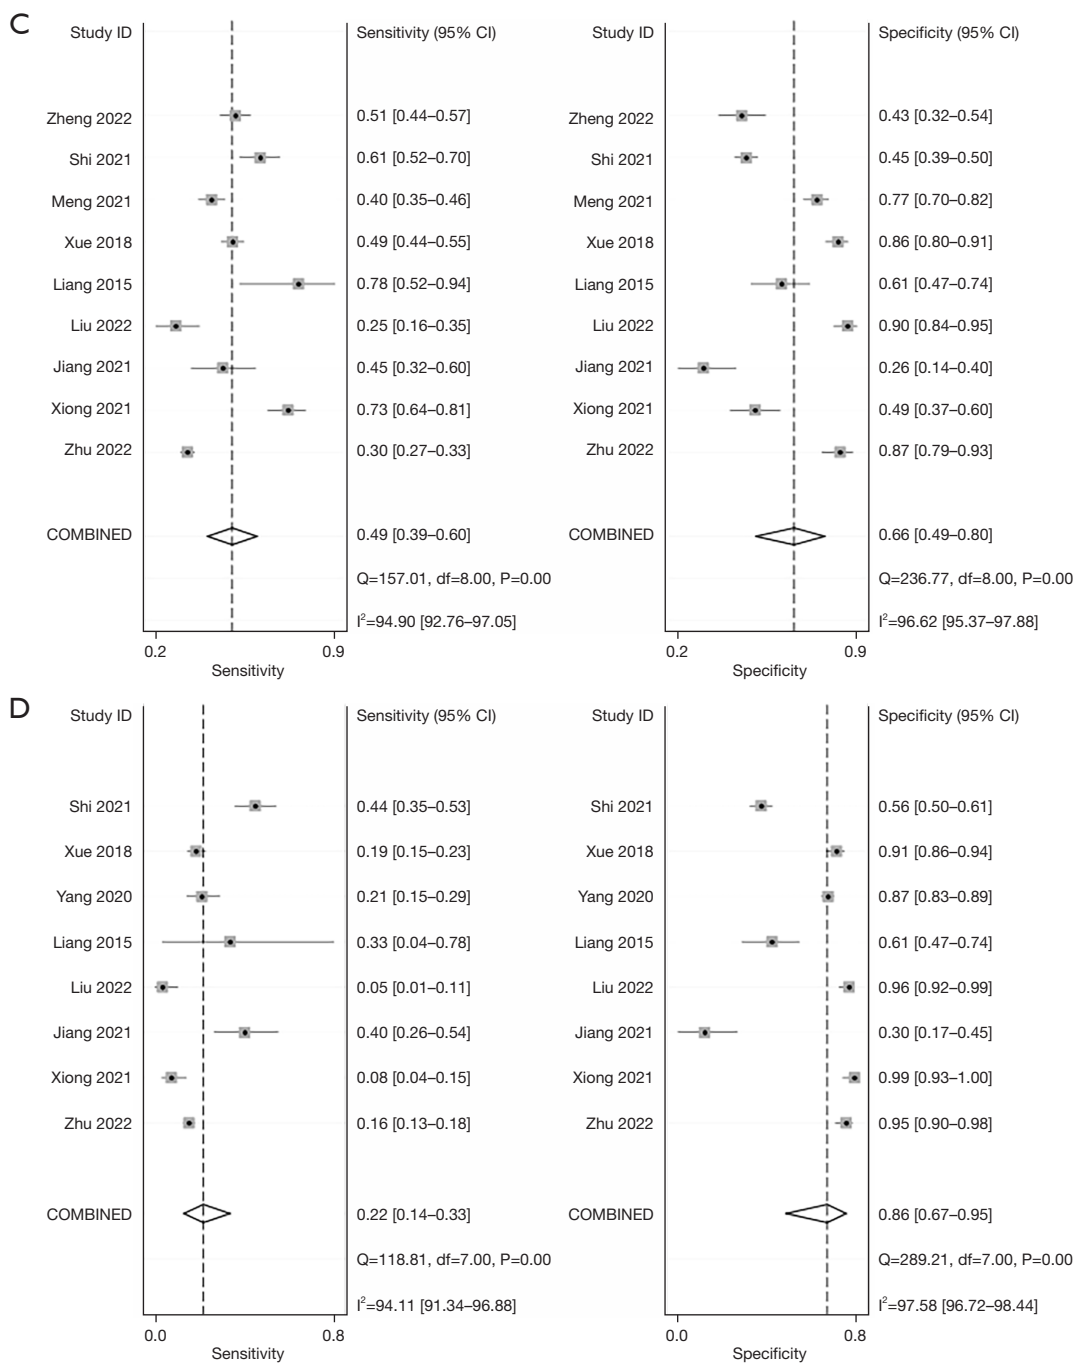 C
Study ID Sensitivity (95% CI) Study ID Specificity (95% CI)
Zheng 2022 0.51 [0.44–0.57] Zheng 2022 0.43 [0.32–0.54]
Shi 2021 0.61 [0.52–0.70] Shi 2021 0.45 [0.39–0.50]
Meng 2021 0.40 [0.35–0.46] Meng 2021 0.77 [0.70–0.82]
Xue 2018 0.49 [0.44–0.55] Xue 2018 0.86 [0.80–0.91]
Liang 2015 0.78 [0.52–0.94] Liang 2015 0.61 [0.47–0.74]
Liu 2022 0.25 [0.16–0.35] Liu 2022 0.90 [0.84–0.95]
Jiang 2021 0.45 [0.32–0.60] Jiang 2021 0.26 [0.14–0.40]
Xiong 2021 0.73 [0.64–0.81] Xiong 2021 0.49 [0.37–0.60]
Zhu 2022 0.30 [0.27–0.33] Zhu 2022 0.87 [0.79–0.93]
COMBINED 0.49 [0.39–0.60] COMBINED 0.66 [0.49–0.80]
Q=157.01, df=8.00, P=0.00 Q=236.77, df=8.00, P=0.00
I²=94.90 [92.76–97.05] I²=96.62 [95.37–97.88]
0.2 0.9 0.2 0.9
Sensitivity Specificity
D
Study ID Sensitivity (95% CI) Study ID Specificity (95% CI)
Shi 2021 0.44 [0.35–0.53] Shi 2021 0.56 [0.50–0.61]
Xue 2018 0.19 [0.15–0.23] Xue 2018 0.91 [0.86–0.94]
Yang 2020 0.21 [0.15–0.29] Yang 2020 0.87 [0.83–0.89]
Liang 2015 0.33 [0.04–0.78] Liang 2015 0.61 [0.47–0.74]
Liu 2022 0.05 [0.01–0.11] Liu 2022 0.96 [0.92–0.99]
Jiang 2021 0.40 [0.26–0.54] Jiang 2021 0.30 [0.17–0.45]
Xiong 2021 0.08 [0.04–0.15] Xiong 2021 0.99 [0.93–1.00]
Zhu 2022 0.16 [0.13–0.18] Zhu 2022 0.95 [0.90–0.98]
COMBINED 0.22 [0.14–0.33] COMBINED 0.86 [0.67–0.95]
Q=118.81, df=7.00, P=0.00 Q=289.21, df=7.00, P=0.00
I²=94.11 [91.34–96.88] I²=97.58 [96.72–98.44]
0.0 0.8 0.0 0.8
Sensitivity Specificity